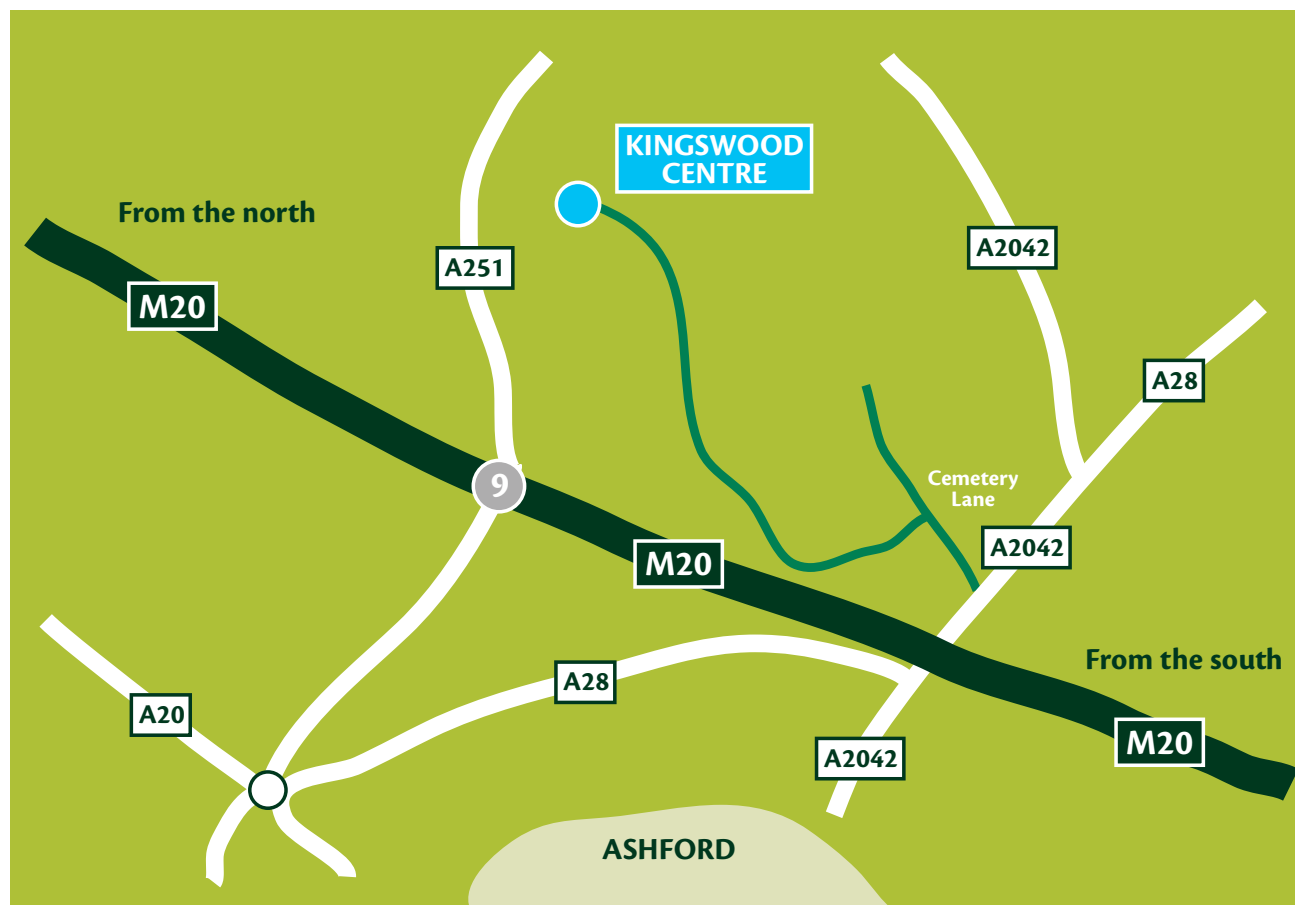 KINGSWOOD
CENTRE
From the north
A2042
A251
M20
A28
Cemetery
Lane
9
A2042
M20
From the south
A28
A20
M20
A2042
ASHFORD